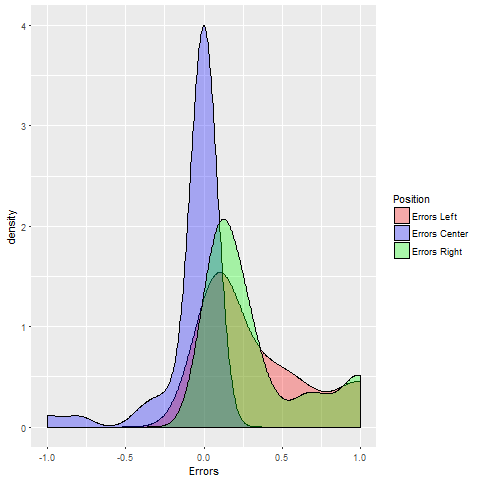 4
3
2
1
0
density
-1.0 -0.5 0.0 0.5 1.0
Errors
Position
Errors Left
Errors Center
Errors Right